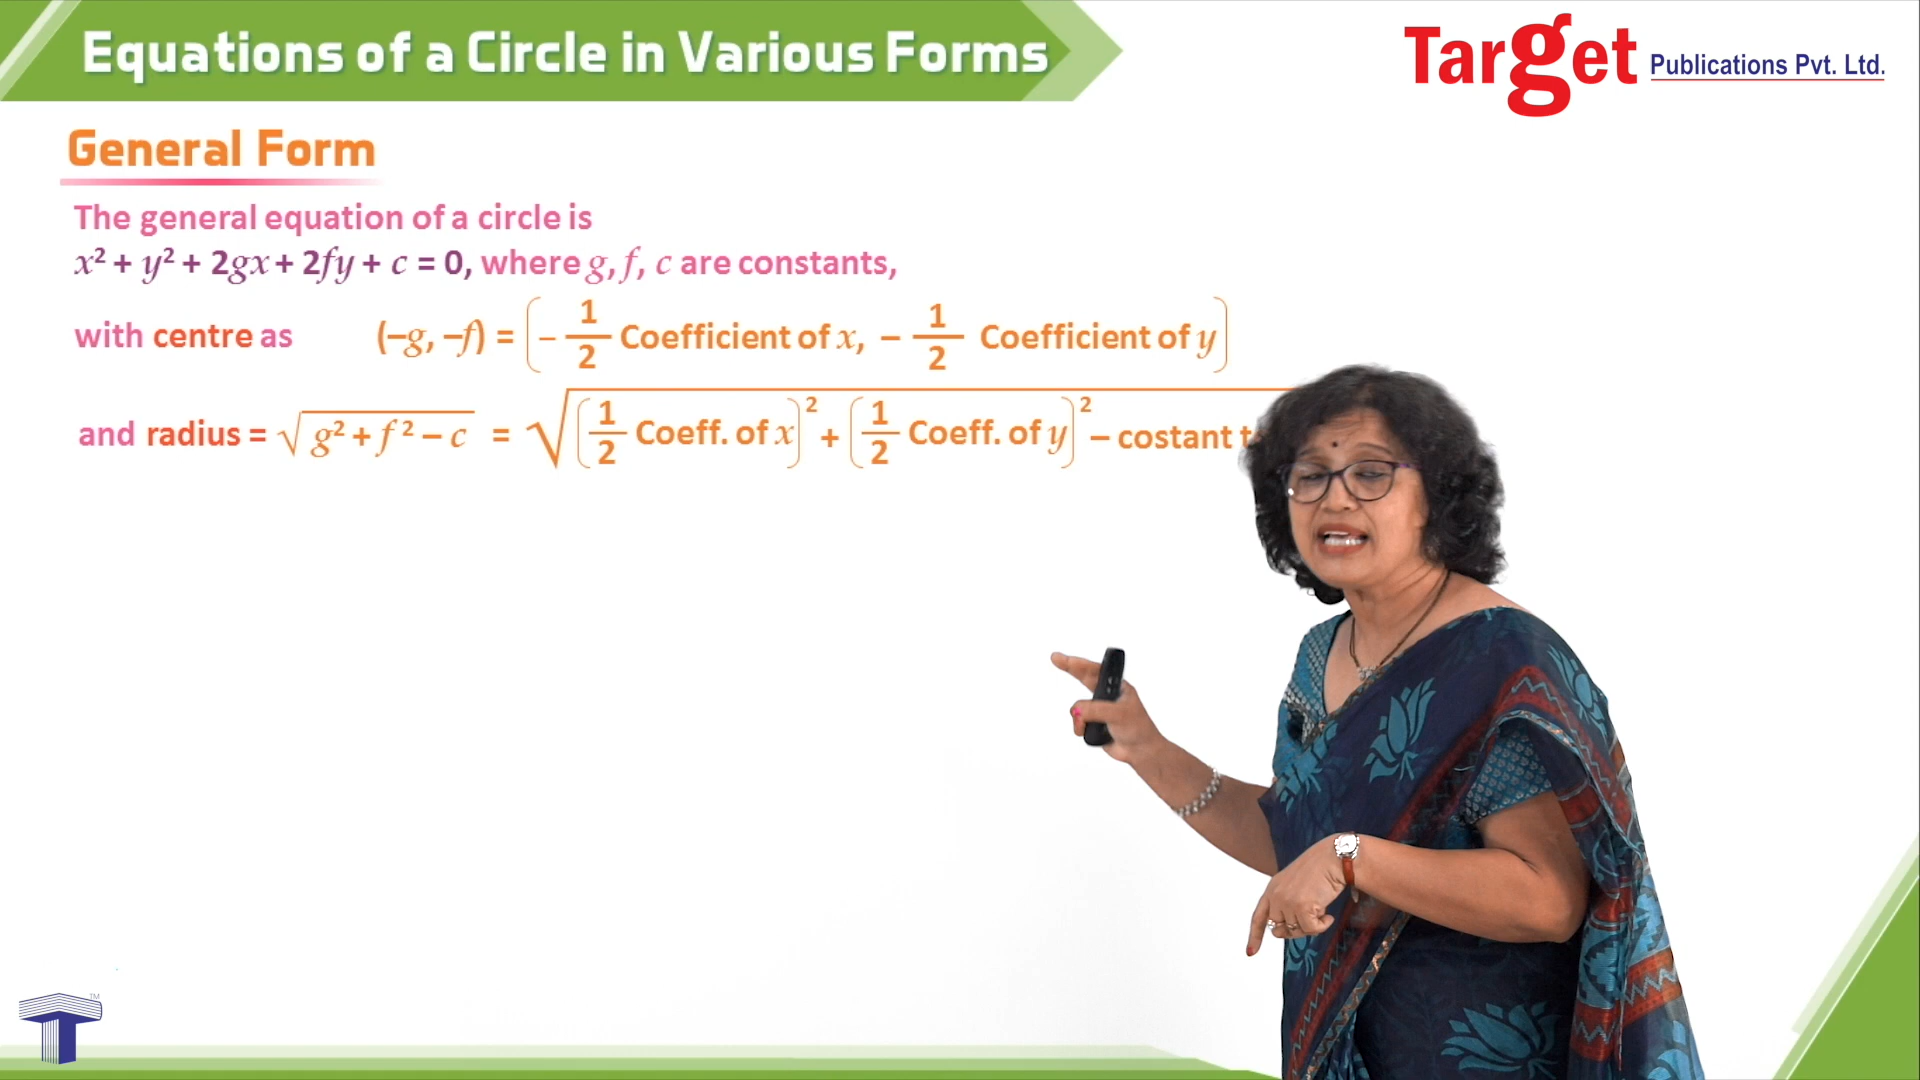 Equations of a Circle in Various Forms
Target Publications Pvt. Ltd.
General Form
The general equation of a circle is
x² + y² + 2gx + 2fy + c = 0, where g, f, c are constants,
with centre as (–g, –f) = (– 1/2 Coefficient of x, – 1/2 Coefficient of y)
and radius = √(g² + f² – c) = √((1/2 Coeff. of x)² + (1/2 Coeff. of y)² – costant
T™